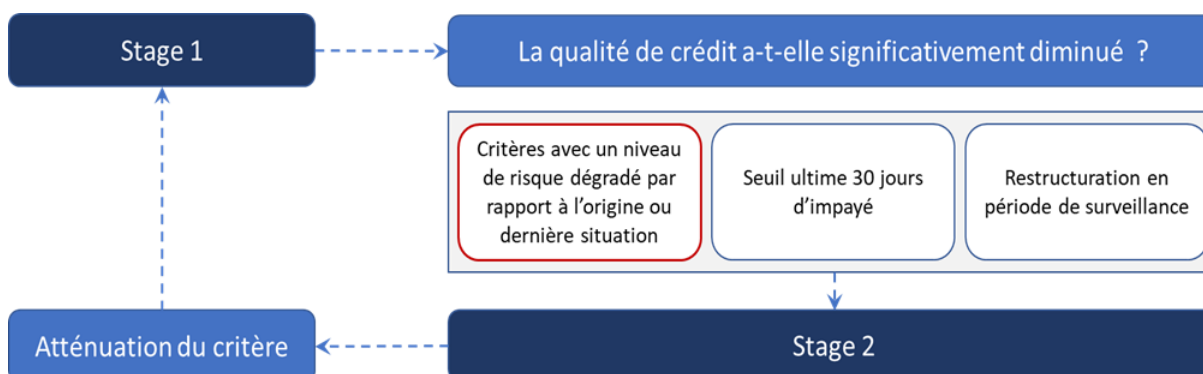 Stage 1
La qualité de crédit a-t-elle significativement diminué ?
Critères avec un niveau
de risque dégradé par
rapport à l'origine ou
dernière situation
Seuil ultime 30 jours
d'impayé
Restructuration en
période de surveillance
Atténuation du critère
Stage 2